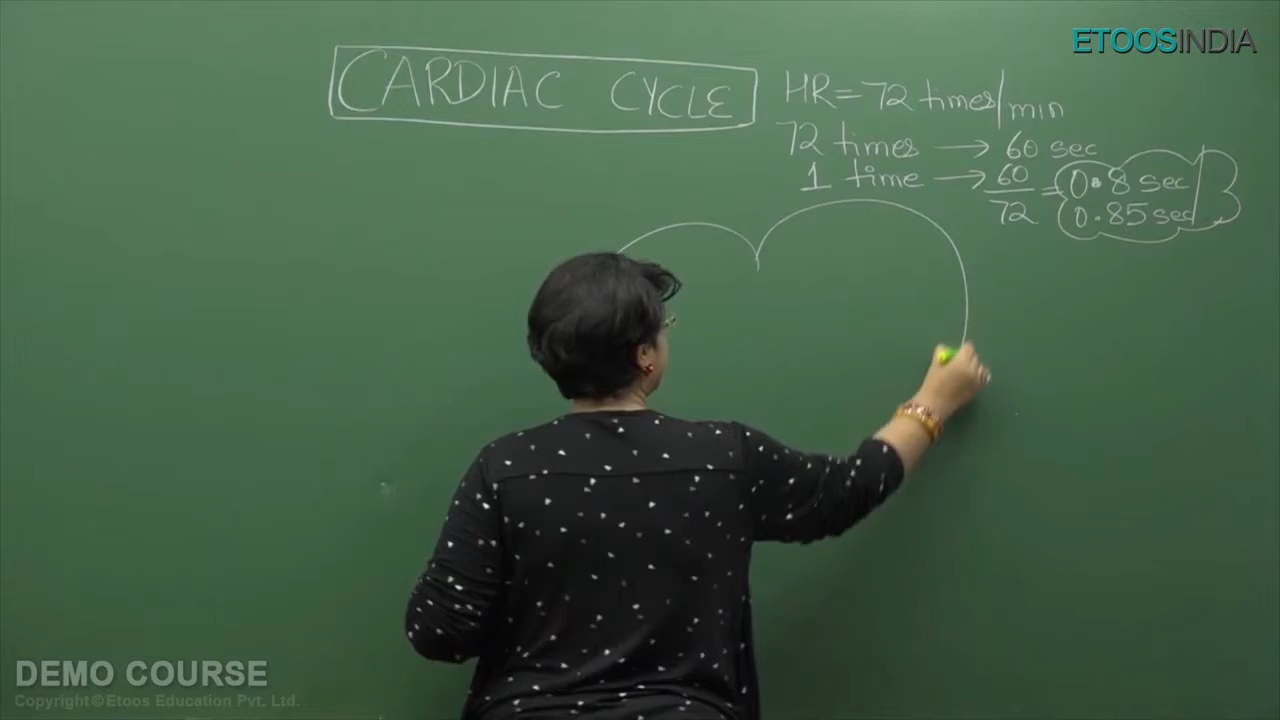 ETOOSINDIA
CARDIAC CYCLE
HR = 72 times/min
72 times → 60 sec
1 time → 60/72 = 0.8 sec
0.85 sec
DEMO COURSE
Copyright © Etoos Education Pvt. Ltd.